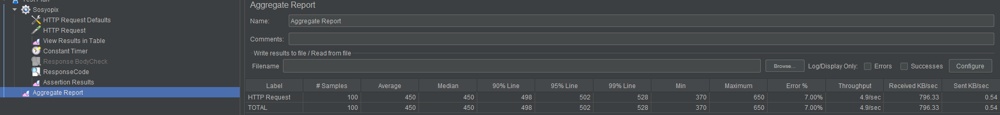 Test Plan
Sosyopix
HTTP Request Defaults
HTTP Request
View Results in Table
Constant Timer
Response BodyCheck
ResponseCode
Assertion Results
Aggregate Report
Aggregate Report
Name: Aggregate Report
Comments:
Write results to file / Read from file
Filename Browse... Log/Display Only: Errors Successes Configure
Label # Samples Average Median 90% Line 95% Line 99% Line Min Maximum Error % Throughput Received KB/sec Sent KB/sec
HTTP Request 100 450 450 498 502 528 370 650 7.00% 4.9/sec 796.33 0.54
TOTAL 100 450 450 498 502 528 370 650 7.00% 4.9/sec 796.33 0.54